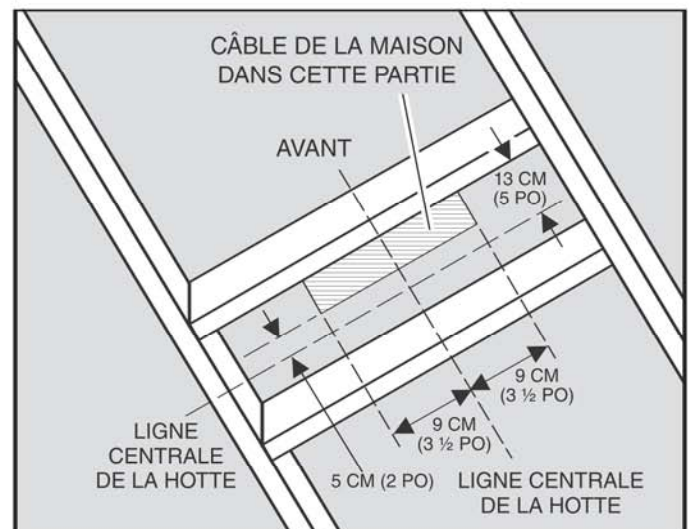 CÂBLE DE LA MAISON
DANS CETTE PARTIE
AVANT
13 CM
(5 PO)
9 CM
(3 ½ PO)
9 CM
(3 ½ PO)
LIGNE
CENTRALE
DE LA HOTTE
5 CM (2 PO)
LIGNE CENTRALE
DE LA HOTTE